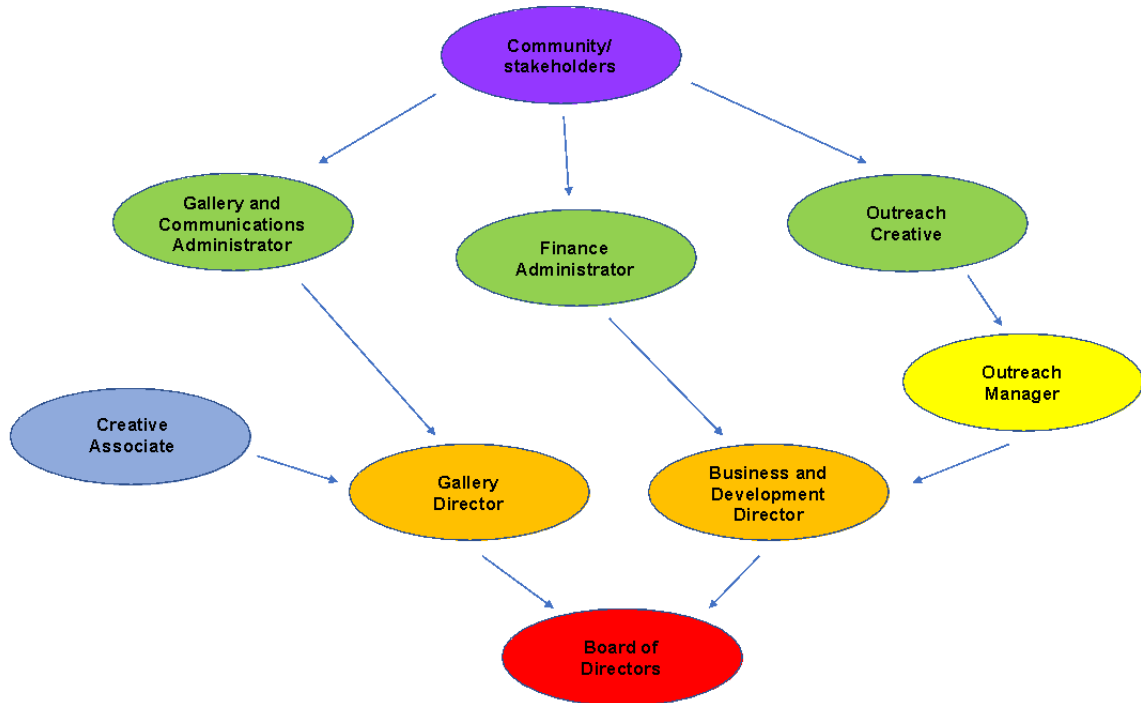 Community/
stakeholders
Gallery and
Communications
Administrator
Finance
Administrator
Outreach
Creative
Outreach
Manager
Creative
Associate
Gallery
Director
Business and
Development
Director
Board of
Directors